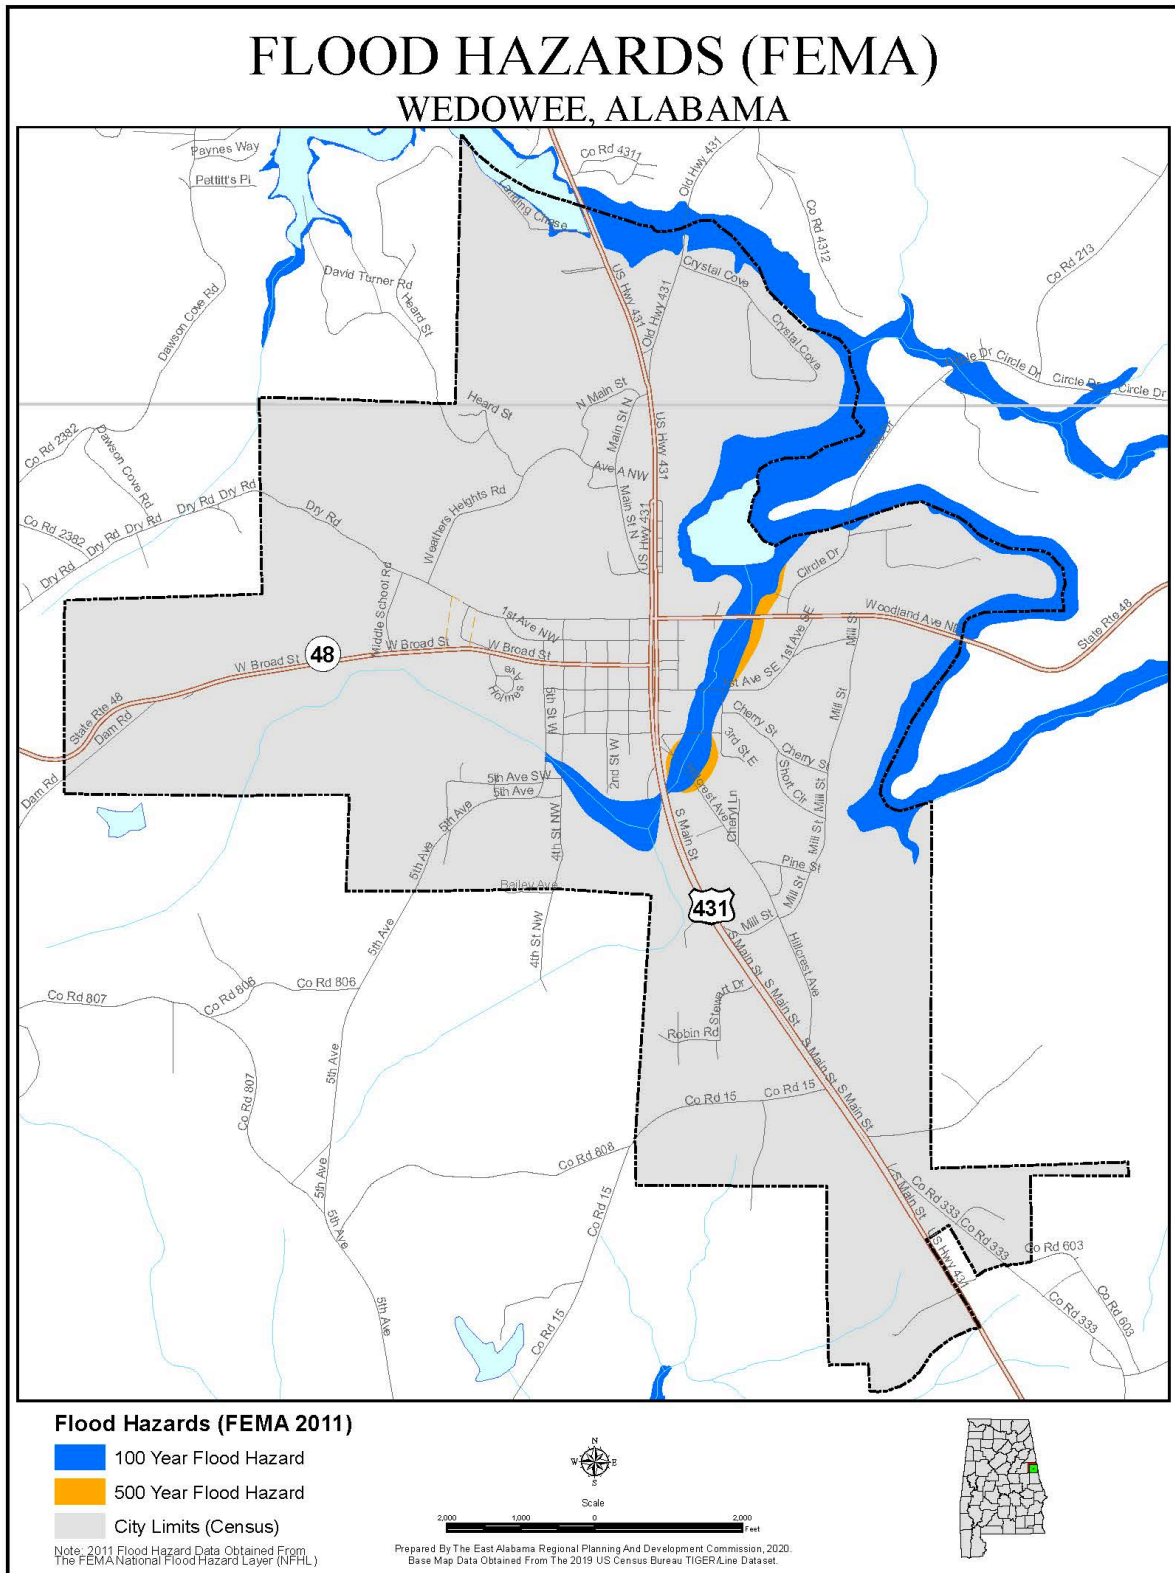 FLOOD HAZARDS (FEMA)
WEDOWEE, ALABAMA
Paynes Way
Pettit's Pl
Co Rd 4311
Old Hwy 431
Landing Chase
Co Rd 4312
Co Rd 213
David Turner Rd
Heard St
Dawson Cove Rd
US Hwy 431
Old Hwy 431
Crystal Cove
Crystal Cove
Circle Dr
Circle Dr
Circle Dr
Circle Dr
N Main St
Heard St
Main St N
US Hwy 431
Co Rd 2382
Dawson Cove Rd
Ave A NW
Weathers Heights Rd
Main St N
Dry Rd
Dry Rd
Dry Rd
Dry Rd
Dry Rd
Dry Rd
Dry Rd
Co Rd 2382
US Hwy 431
Circle Dr
Middle School Rd
1st Ave NW
W Broad St
W Broad St
W Broad St
48
Woodland Ave NE
State Rte 48
1st Ave SE
1st Ave SE
Mill St
Holmes Ave
5th St W
State Rte 48
Dam Rd
Dam Rd
Cherry St
Cherry St
3rd St E
Short Cir
Mill St
Mill St
Mill St
2nd St W
5th Ave SW
5th Ave
5th Ave
5th Ave
4th St NW
Hillcrest Ave
Cheryl Ln
S Main St
Pine St
Mill St
Mill St
Bailey Ave
431
5th Ave
4th St NW
Hillcrest Ave
S Main St
S Main St
Stewart Dr
Robin Rd
Co Rd 807
Co Rd 806
Co Rd 806
S Main St
S Main St
5th Ave
Co Rd 807
Co Rd 15
Co Rd 15
Co Rd 808
5th Ave
5th Ave
Co Rd 15
S Main St
Co Rd 333
Co Rd 333
US Hwy 431
Co Rd 603
Co Rd 603
Co Rd 333
5th Ave
Co Rd 15
Flood Hazards (FEMA 2011)
100 Year Flood Hazard
500 Year Flood Hazard
City Limits (Census)
Note: 2011 Flood Hazard Data Obtained From
The FEMA National Flood Hazard Layer (NFHL)
N
W E
S
Scale
2,000 1,000 0 2,000
Feet
Prepared By The East Alabama Regional Planning And Development Commission, 2020.
Base Map Data Obtained From The 2019 US Census Bureau TIGER/Line Dataset.